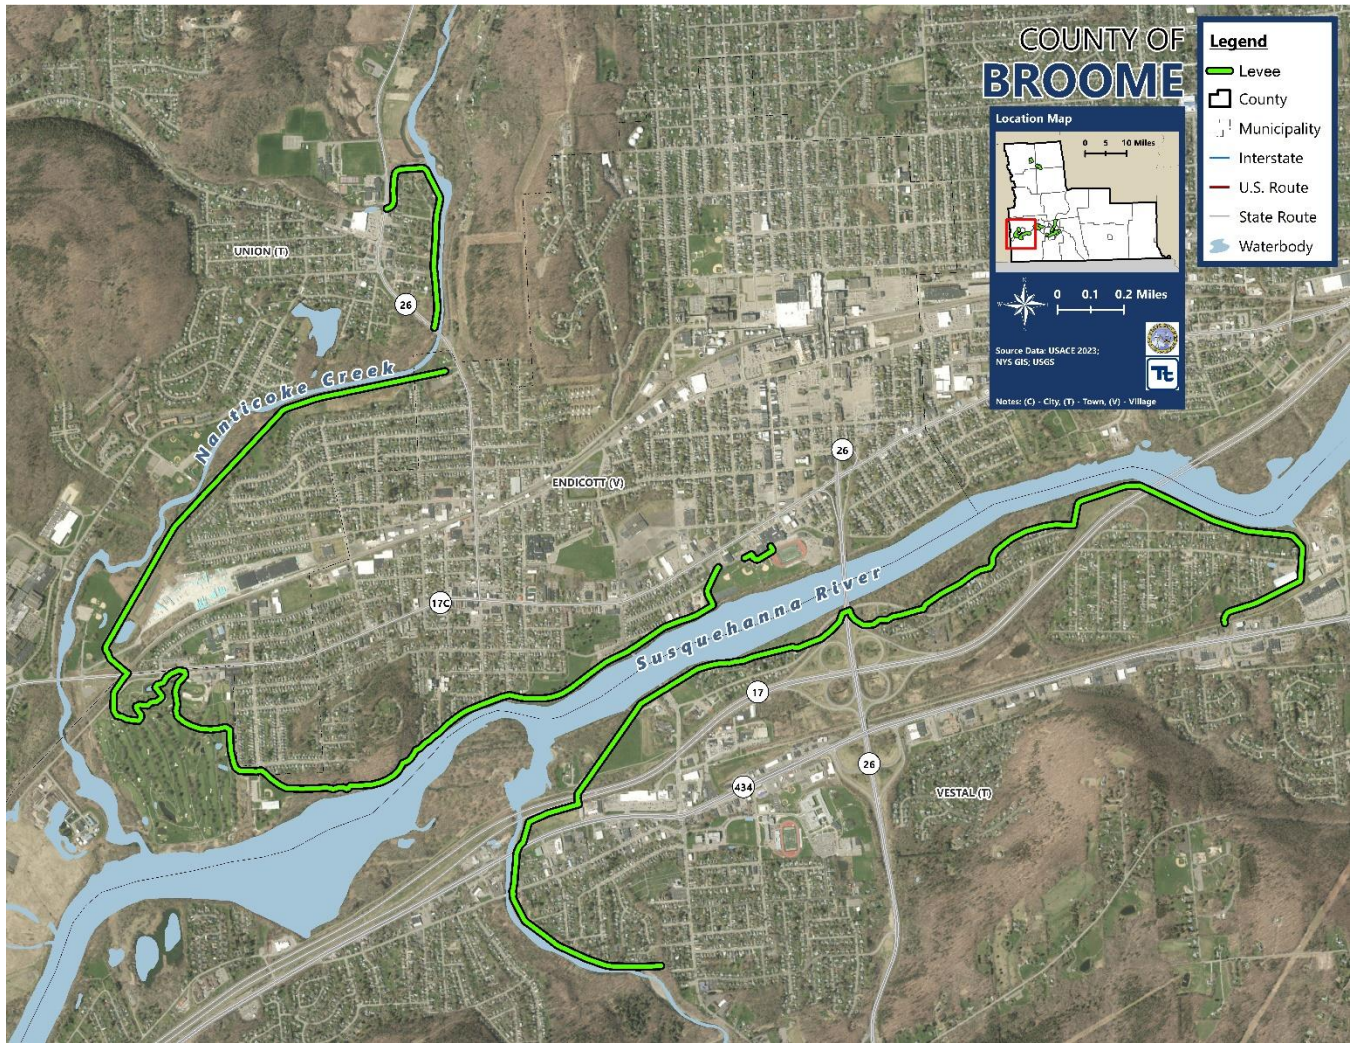 COUNTY OF
BROOME
Location Map
0 5 10 Miles
0 0.1 0.2 Miles
Source Data: USACE 2023;
NYS GIS; USGS
Tt
Notes: (C) - City, (T) - Town, (V) - Village
Legend
Levee
County
Municipality
Interstate
U.S. Route
State Route
Waterbody
UNION (T)
26
Nanticoke Creek
26
ENDICOTT (V)
17C
Susquehanna River
17
26
434
VESTAL (T)